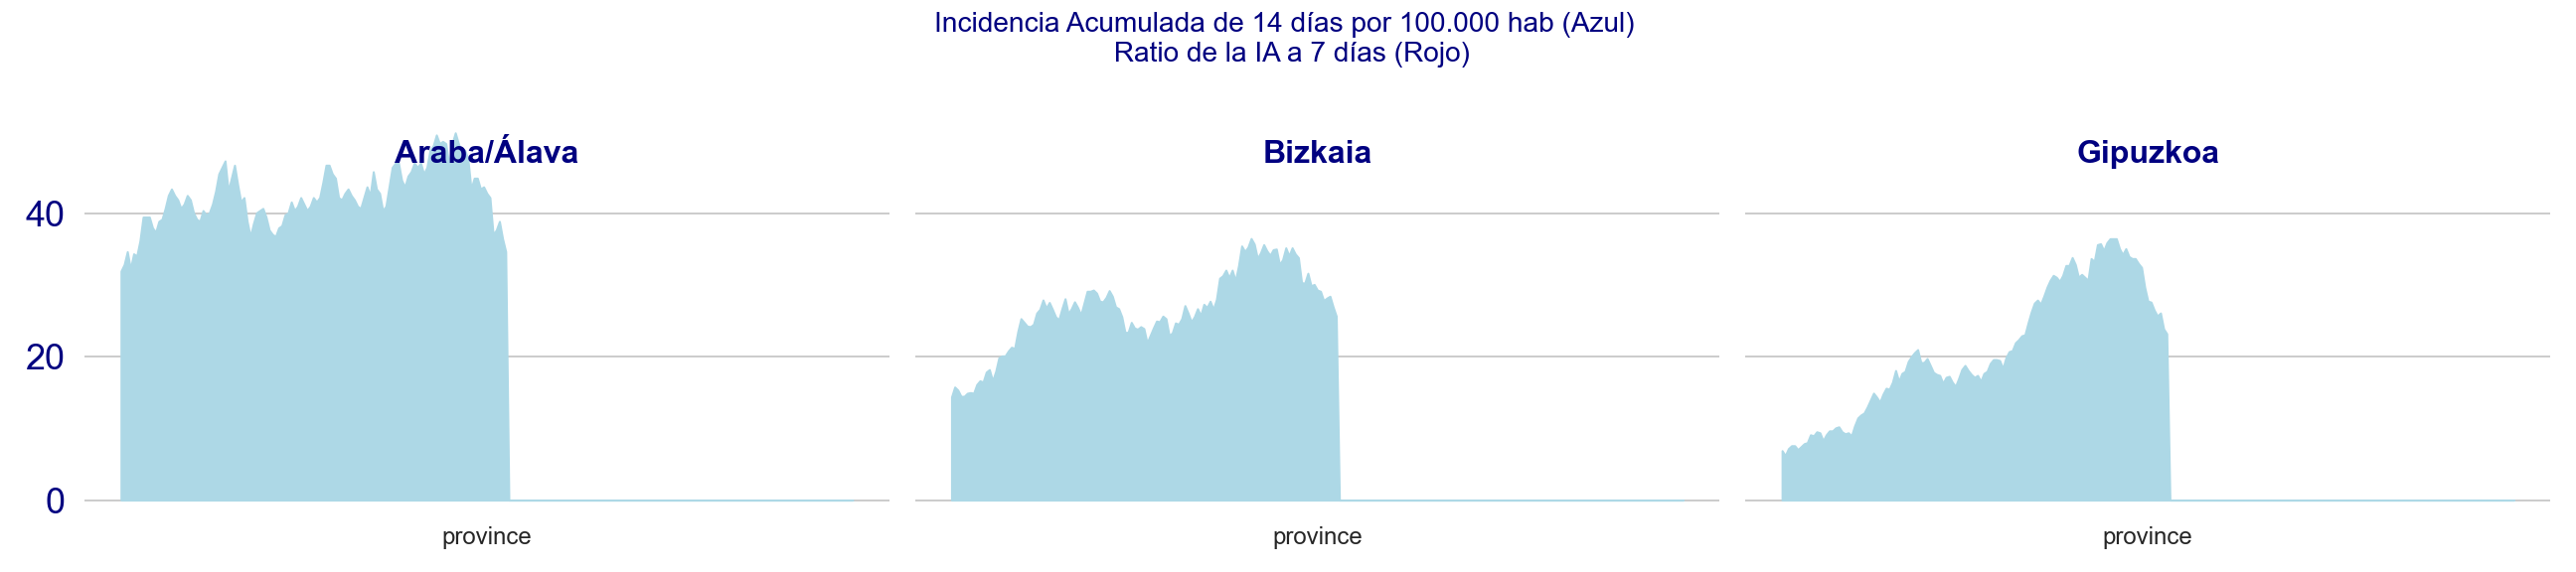 Incidencia Acumulada de 14 días por 100.000 hab (Azul)
Ratio de la IA a 7 días (Rojo)
Araba/Álava
Bizkaia
Gipuzkoa
40
20
0
province
province
province